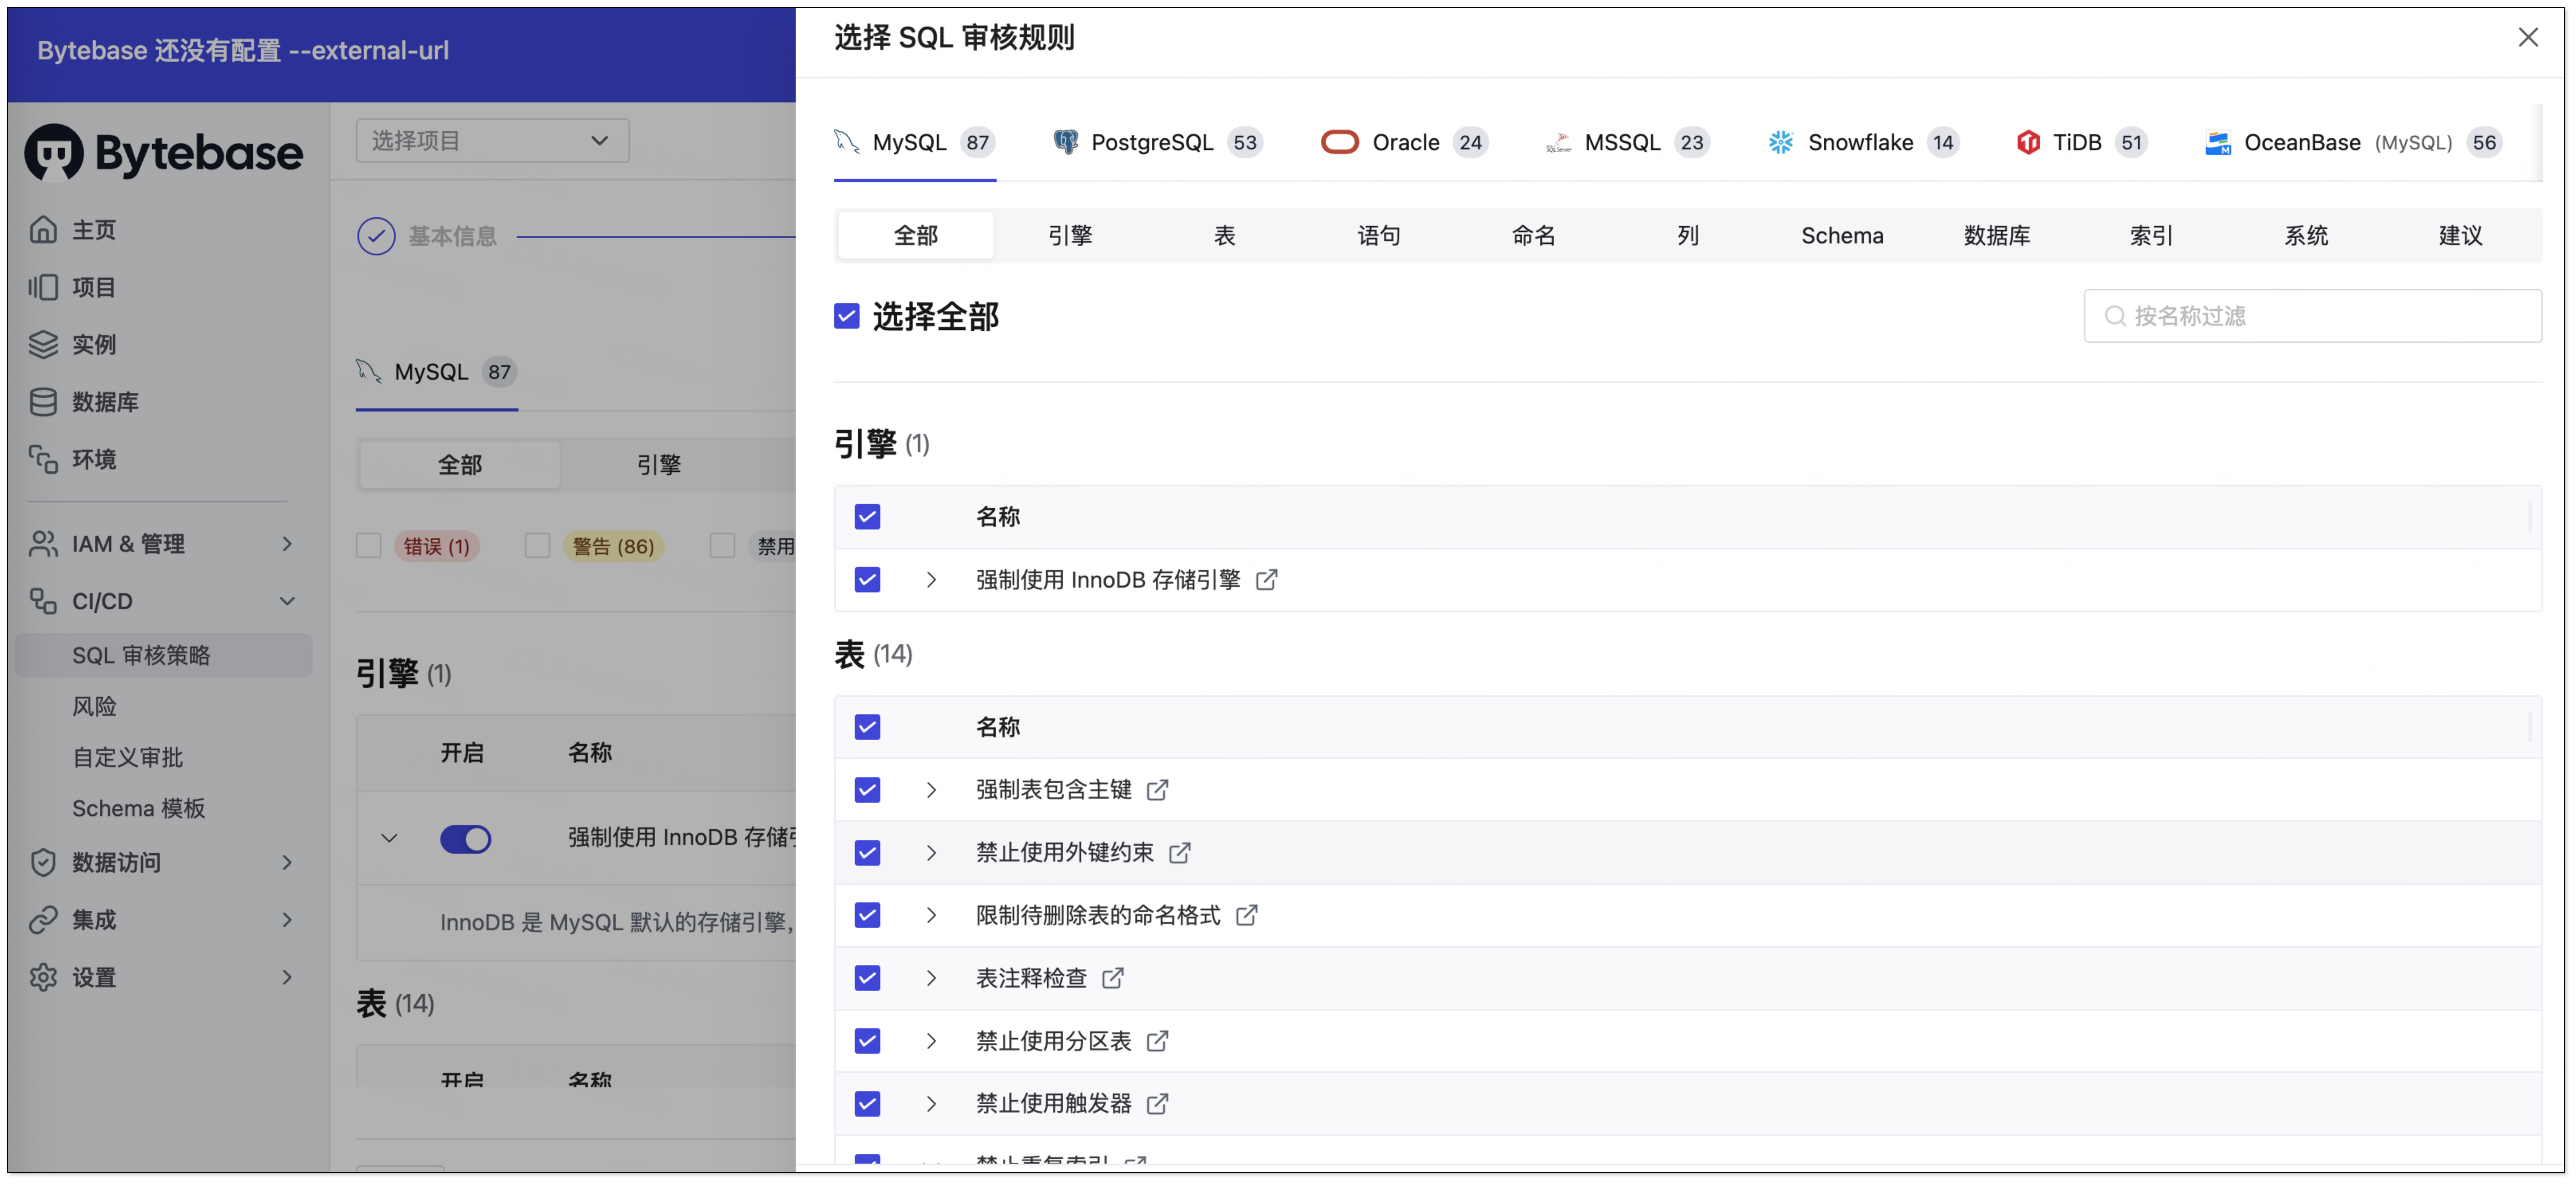 Bytebase 还没有配置 --external-url
Bytebase
主页
项目
实例
数据库
环境
IAM & 管理
CI/CD
SQL 审核策略
风险
自定义审批
Schema 模板
数据访问
集成
设置
选择项目
基本信息
MySQL 87
全部 引擎
错误 (1) 警告 (86) 禁用
引擎 (1)
开启 名称
强制使用 InnoDB 存储引
InnoDB 是 MySQL 默认的存储引擎,
表 (14)
开启 名称
选择 SQL 审核规则
MySQL 87 PostgreSQL 53 Oracle 24 MSSQL 23 Snowflake 14 TiDB 51 OceanBase (MySQL) 56
全部 引擎 表 语句 命名 列 Schema 数据库 索引 系统 建议
选择全部
按名称过滤
引擎 (1)
名称
强制使用 InnoDB 存储引擎
表 (14)
名称
强制表包含主键
禁止使用外键约束
限制待删除表的命名格式
表注释检查
禁止使用分区表
禁止使用触发器
禁止重复索引